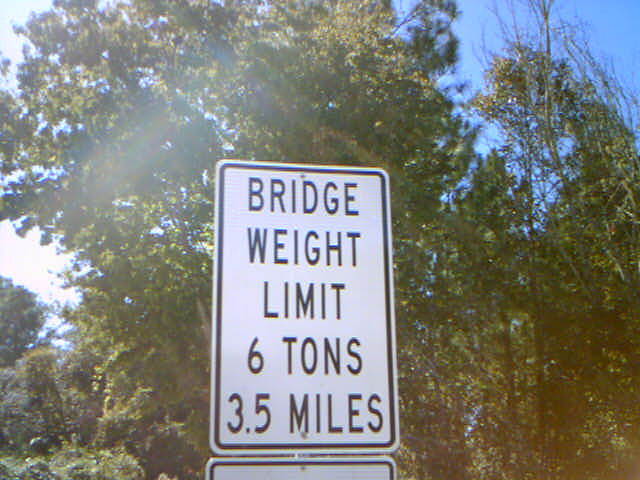 BRIDGE
WEIGHT
LIMIT
6 TONS
3.5 MILES